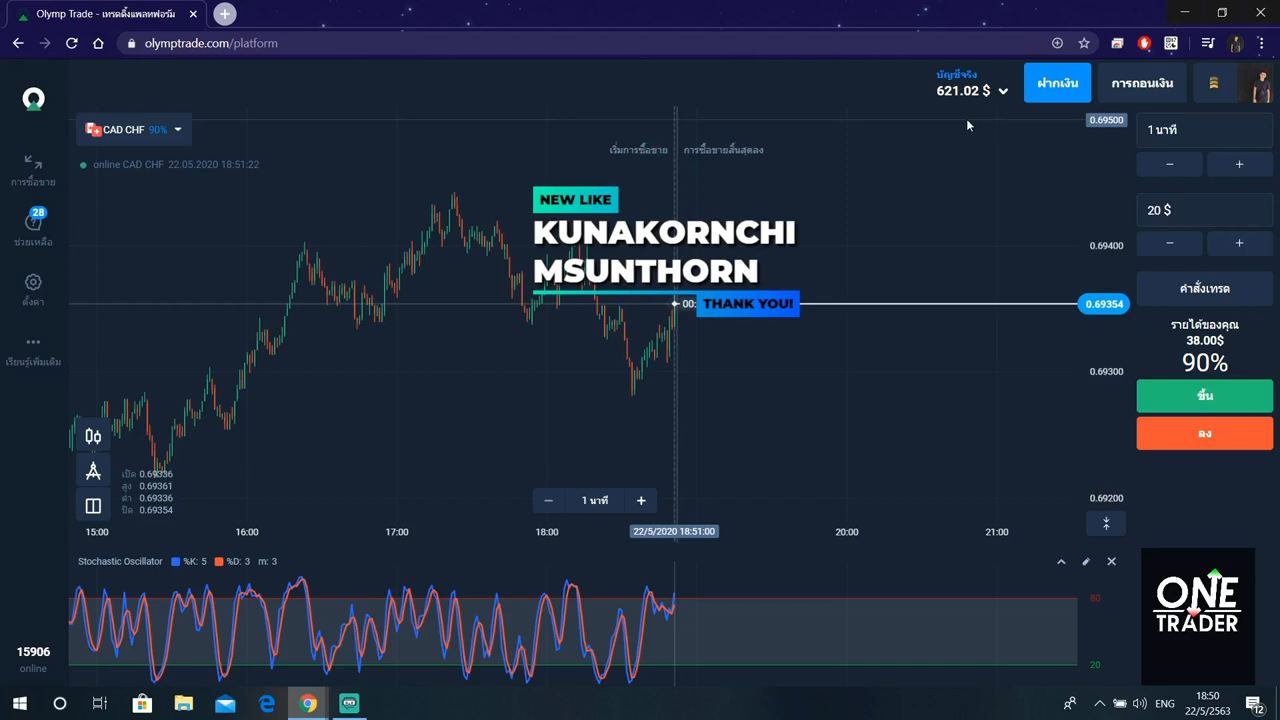 Olymp Trade - เทรดดิ้งแพลทฟอร์ม
olymptrade.com/platform
บัญชีจริง
621.02 $
ฝากเงิน
การถอนเงิน
CAD CHF 90%
online CAD CHF 22.05.2020 18:51:22
เริ่มการซื้อขาย
การซื้อขายสิ้นสุดลง
0.69500
1 นาที
การซื้อขาย
28
ช่วยเหลือ
ตั้งค่า
เรียนรู้เพิ่มเติม
NEW LIKE
KUNAKORNCHI
MSUNTHORN
00:
THANK YOU!
20 $
0.69400
คำสั่งเทรด
0.69354
รายได้ของคุณ
38.00$
90%
0.69300
ขึ้น
ลง
เปิด 0.69336
สูง 0.69361
ต่ำ 0.69336
ปิด 0.69354
1 นาที
0.69200
15:00
16:00
17:00
18:00
22/5/2020 18:51:00
20:00
21:00
Stochastic Oscillator %K: 5 %D: 3 m: 3
80
20
ONE
TRADER
15906
online
ENG
18:50
22/5/2563
12